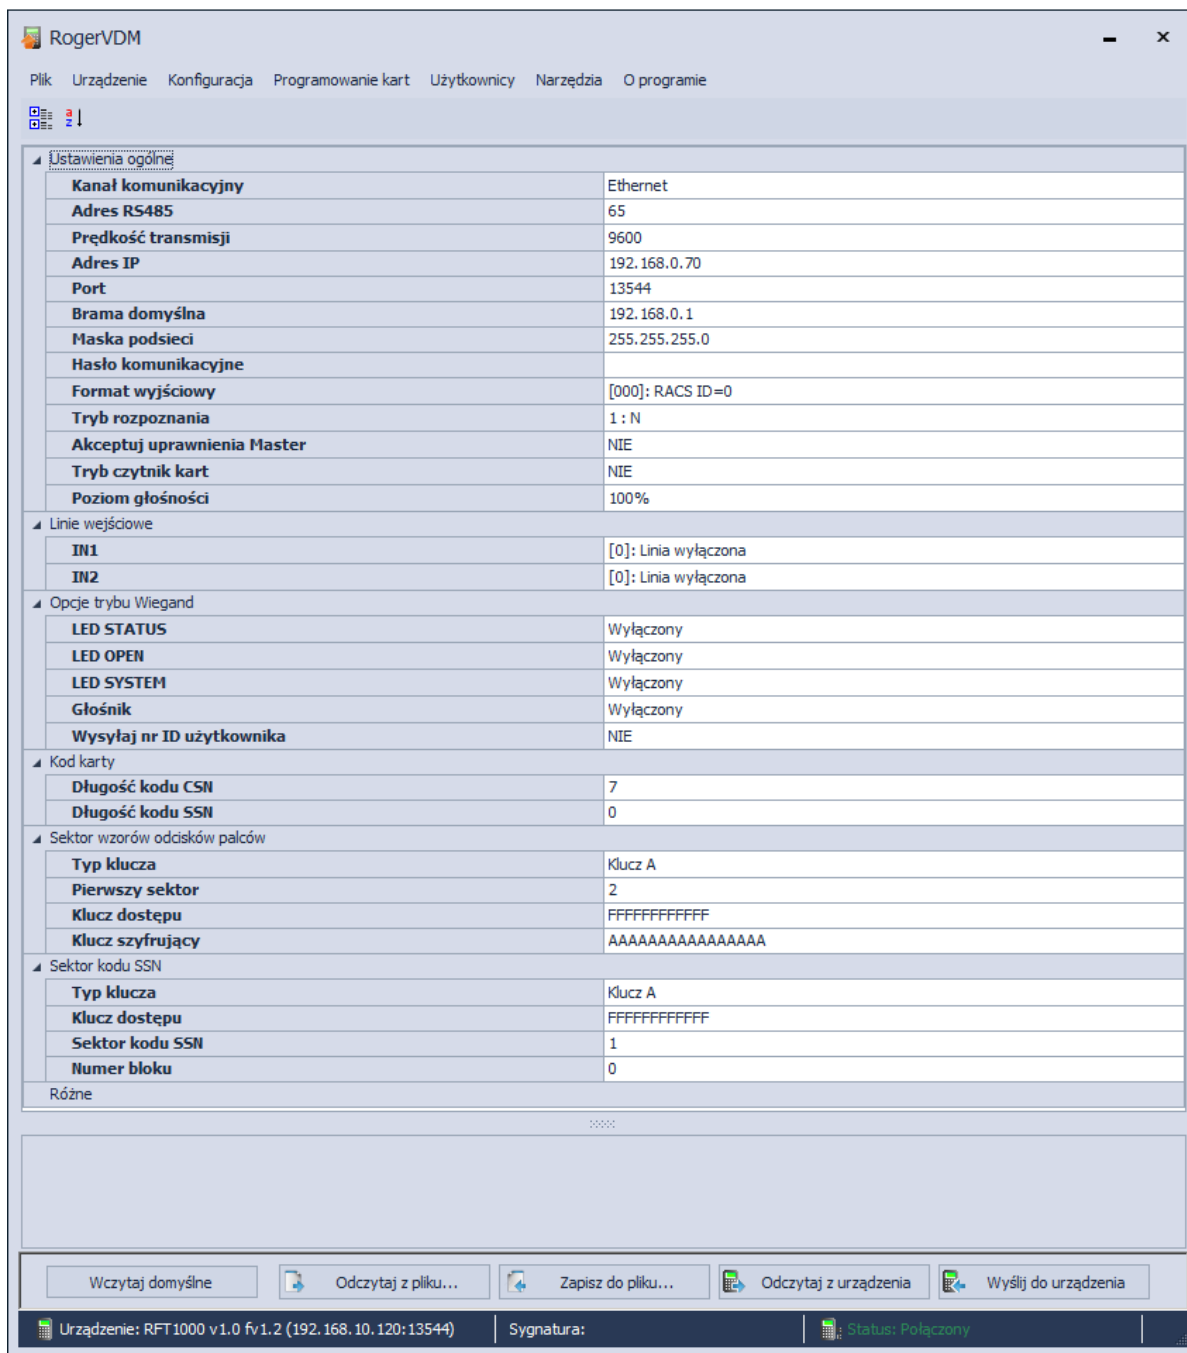 RogerVDM
Plik Urządzenie Konfiguracja Programowanie kart Użytkownicy Narzędzia O programie
Ustawienia ogólne
Kanał komunikacyjny Ethernet
Adres RS485 65
Prędkość transmisji 9600
Adres IP 192.168.0.70
Port 13544
Brama domyślna 192.168.0.1
Maska podsieci 255.255.255.0
Hasło komunikacyjne
Format wyjściowy [000]: RACS ID=0
Tryb rozpoznania 1 : N
Akceptuj uprawnienia Master NIE
Tryb czytnik kart NIE
Poziom głośności 100%
Linie wejściowe
IN1 [0]: Linia wyłączona
IN2 [0]: Linia wyłączona
Opcje trybu Wiegand
LED STATUS Wyłączony
LED OPEN Wyłączony
LED SYSTEM Wyłączony
Głośnik Wyłączony
Wysyłaj nr ID użytkownika NIE
Kod karty
Długość kodu CSN 7
Długość kodu SSN 0
Sektor wzorów odcisków palców
Typ klucza Klucz A
Pierwszy sektor 2
Klucz dostępu FFFFFFFFFFFF
Klucz szyfrujący AAAAAAAAAAAAAAAA
Sektor kodu SSN
Typ klucza Klucz A
Klucz dostępu FFFFFFFFFFFF
Sektor kodu SSN 1
Numer bloku 0
Różne
Wczytaj domyślne Odczytaj z pliku... Zapisz do pliku... Odczytaj z urządzenia Wyślij do urządzenia
Urządzenie: RFT1000 v1.0 fv1.2 (192.168.10.120:13544) Sygnatura: Status: Połączony